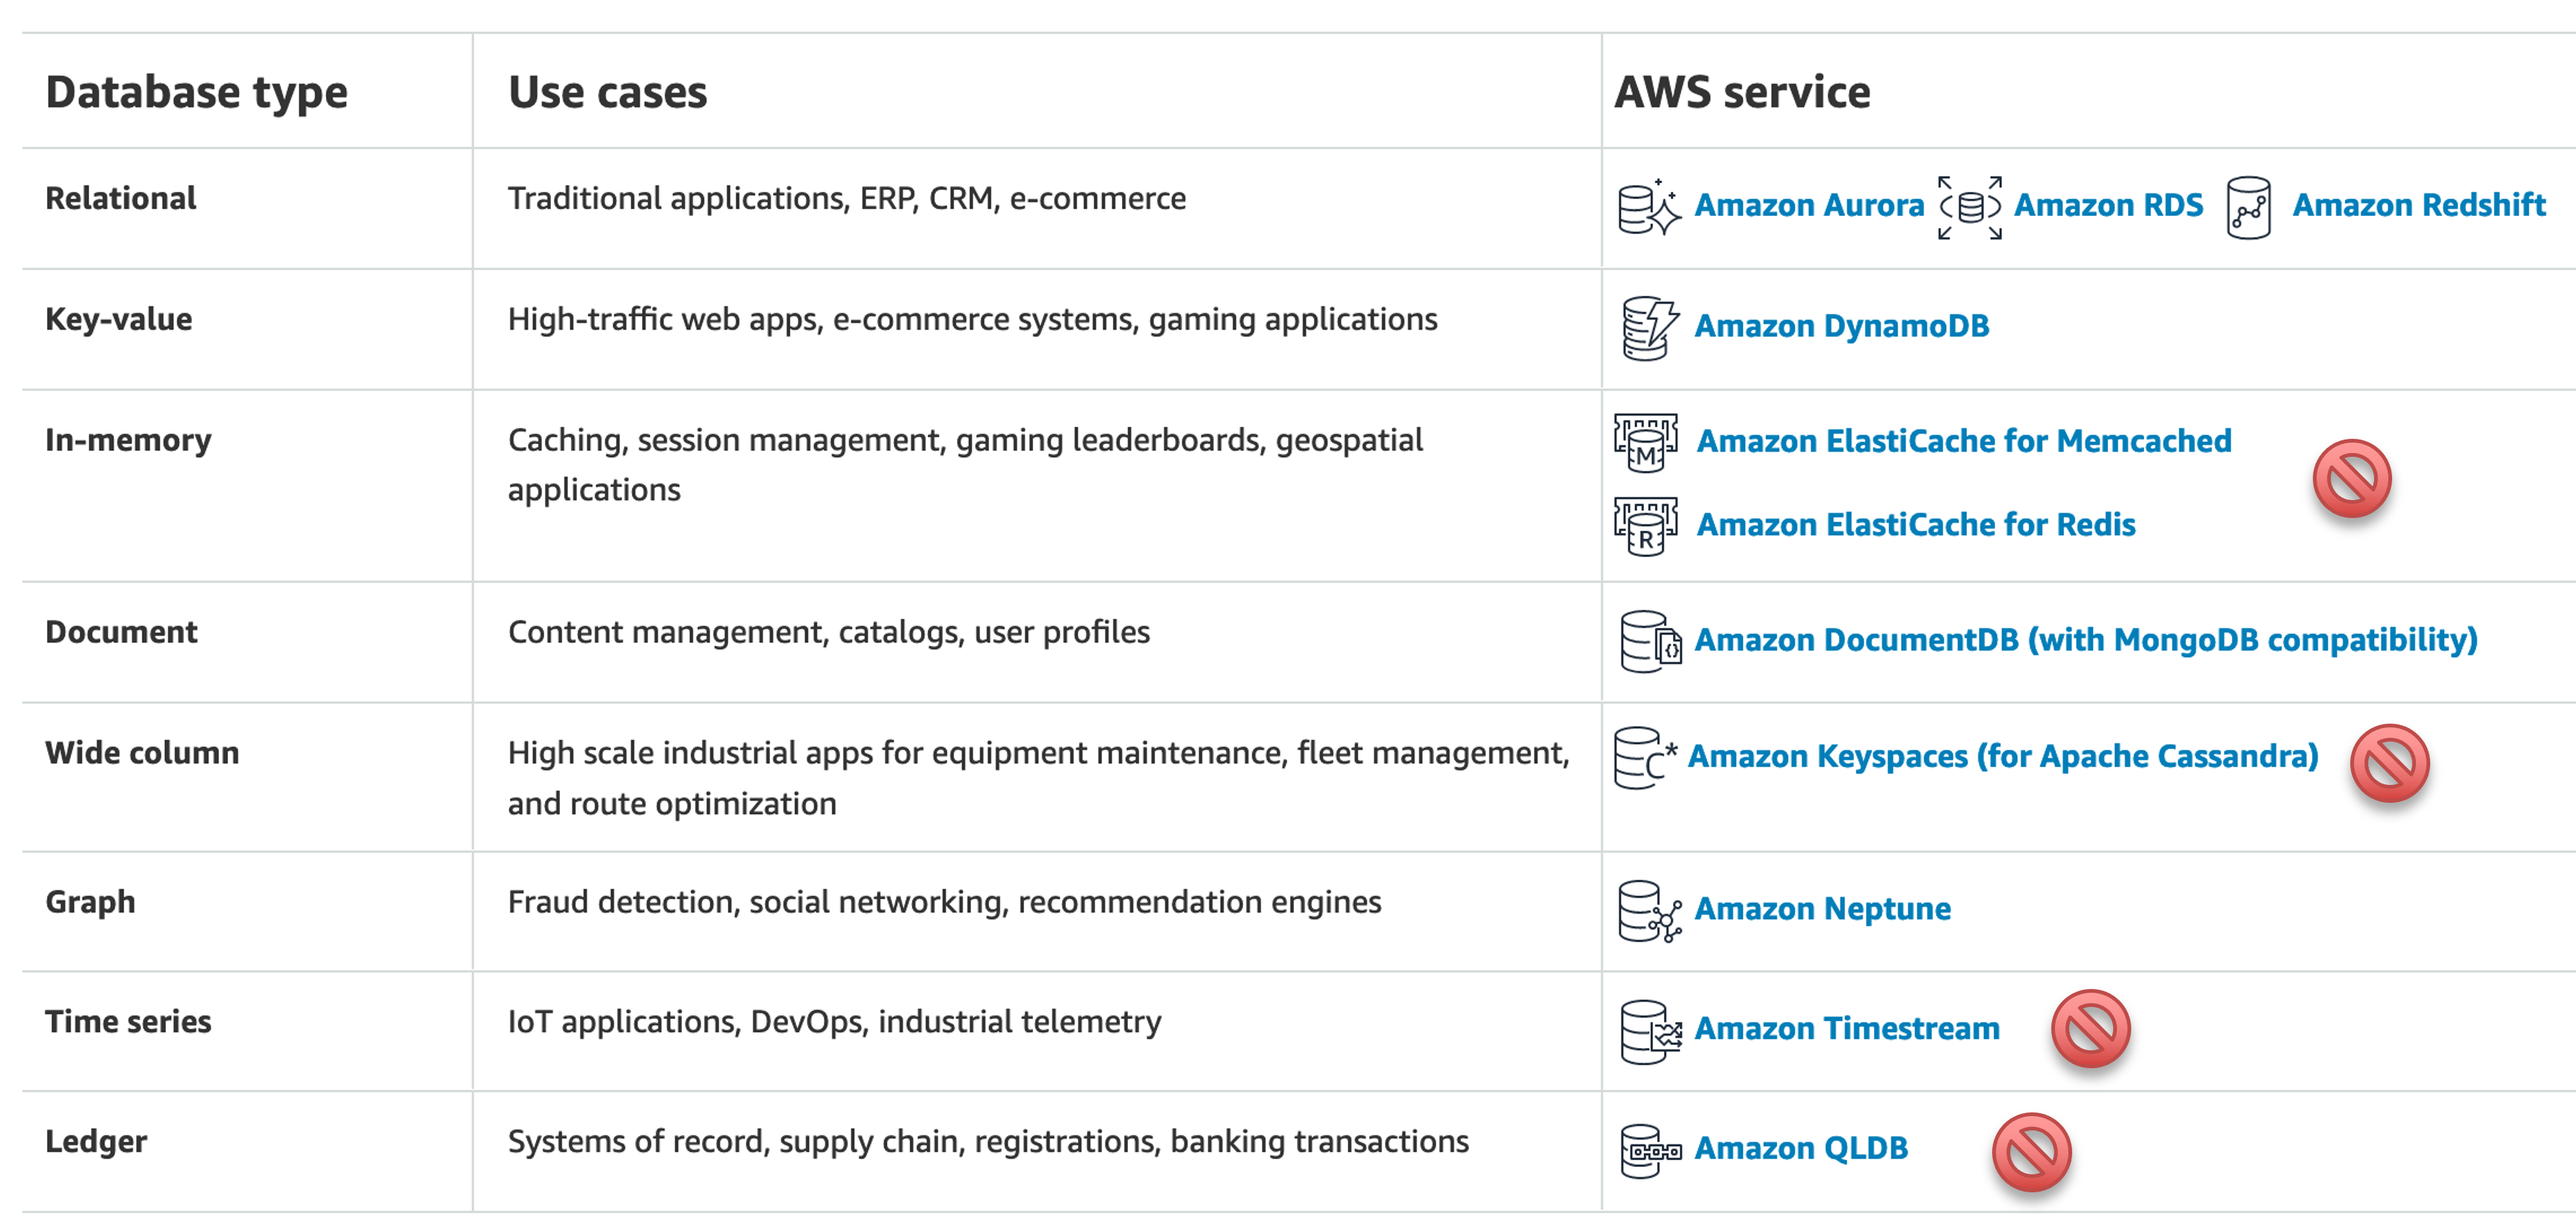 Database type Use cases AWS service
Relational Traditional applications, ERP, CRM, e-commerce Amazon Aurora Amazon RDS Amazon Redshift
Key-value High-traffic web apps, e-commerce systems, gaming applications Amazon DynamoDB
In-memory Caching, session management, gaming leaderboards, geospatial M Amazon ElastiCache for Memcached
applications
R Amazon ElastiCache for Redis
Document Content management, catalogs, user profiles {} Amazon DocumentDB (with MongoDB compatibility)
Wide column High scale industrial apps for equipment maintenance, fleet management, C* Amazon Keyspaces (for Apache Cassandra)
and route optimization
Graph Fraud detection, social networking, recommendation engines Amazon Neptune
Time series IoT applications, DevOps, industrial telemetry Amazon Timestream
Ledger Systems of record, supply chain, registrations, banking transactions Amazon QLDB